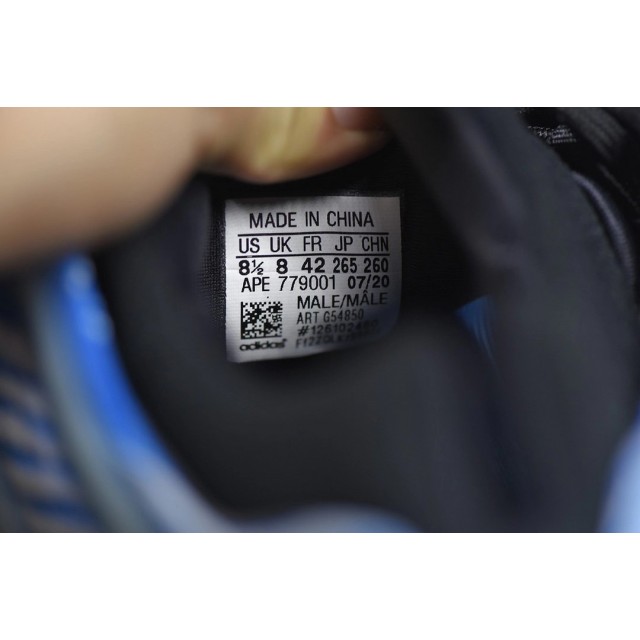 MADE IN CHINA
US UK FR JP CHN
8½ 8 42 265 260
APE 779001 07/20
MALE/MÂLE
ART G54850
adidas